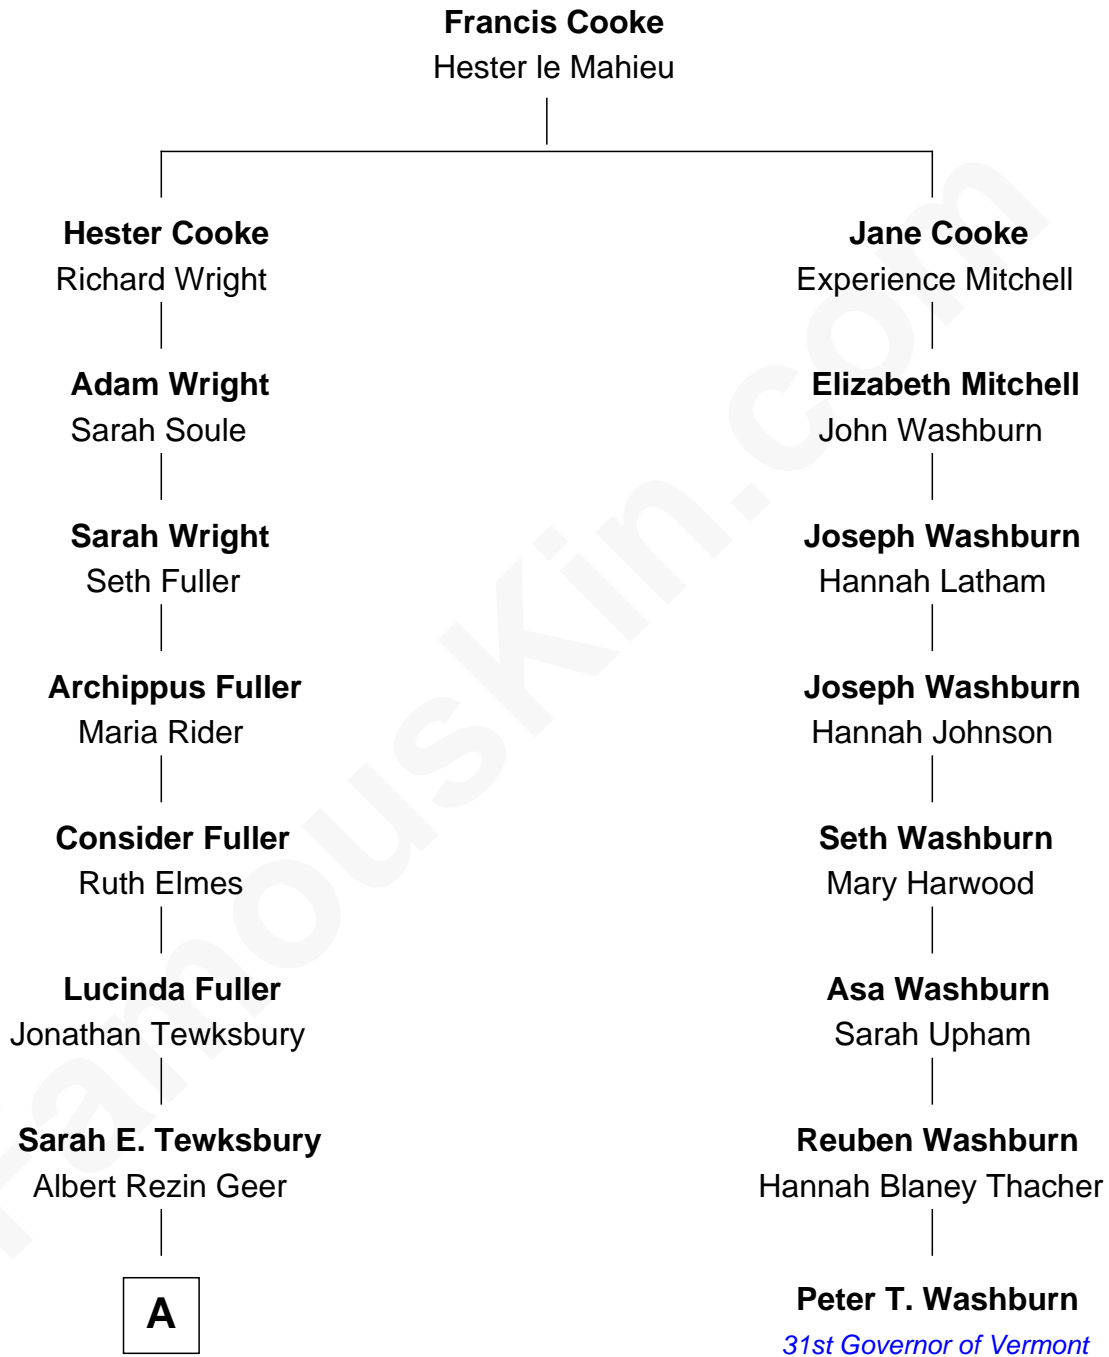 Francis Cooke
Hester le Mahieu
Hester Cooke
Richard Wright
Jane Cooke
Experience Mitchell
Adam Wright
Sarah Soule
Elizabeth Mitchell
John Washburn
Sarah Wright
Seth Fuller
Joseph Washburn
Hannah Latham
Archippus Fuller
Maria Rider
Joseph Washburn
Hannah Johnson
Consider Fuller
Ruth Elmes
Seth Washburn
Mary Harwood
Lucinda Fuller
Jonathan Tewksbury
Asa Washburn
Sarah Upham
Sarah E. Tewksbury
Albert Rezin Geer
Reuben Washburn
Hannah Blaney Thacher
A
Peter T. Washburn
31st Governor of Vermont
FamousKin.com